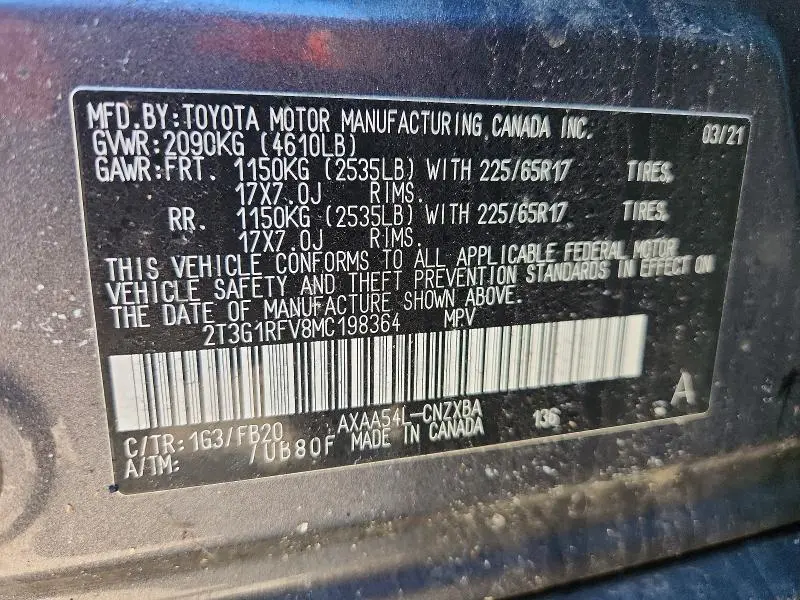 MFD.BY:TOYOTA MOTOR MANUFACTURING CANADA INC. 03/21
GVWR:2090KG (4610LB)
GAWR:FRT. 1150KG (2535LB) WITH 225/65R17 TIRES,
17X7.0J RIMS.
RR. 1150KG (2535LB) WITH 225/65R17 TIRES,
17X7.0J RIMS.
THIS VEHICLE CONFORMS TO ALL APPLICABLE FEDERAL MOTOR
VEHICLE SAFETY AND THEFT PREVENTION STANDARDS IN EFFECT ON
THE DATE OF MANUFACTURE SHOWN ABOVE.
2T3G1RFV8MC198364 MPV
A
C/TR:1G3/FB20 AXAA54L-CNZXBA 136
A/TM: /UB80F MADE IN CANADA